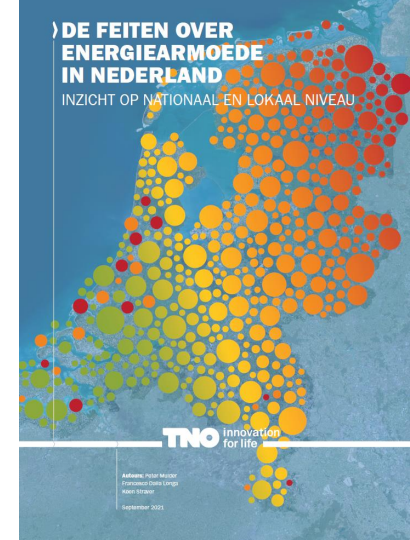 DE FEITEN OVER
ENERGIEARMOEDE
IN NEDERLAND
INZICHT OP NATIONAAL EN LOKAAL NIVEAU
TNO innovation
for life
Auteurs: Peter Mulder
Francesco Dalla Longa
Koen Straver
September 2021